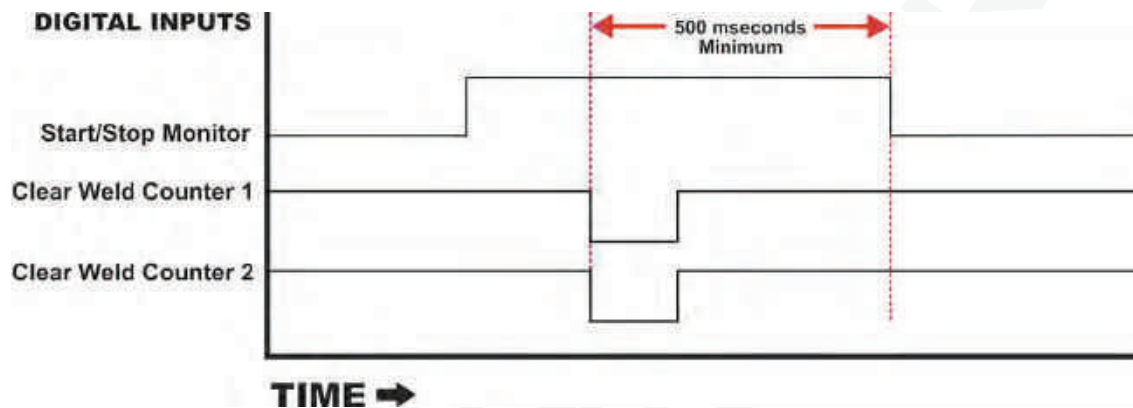 DIGITAL INPUTS
500 mseconds
Minimum
Start/Stop Monitor
Clear Weld Counter 1
Clear Weld Counter 2
TIME